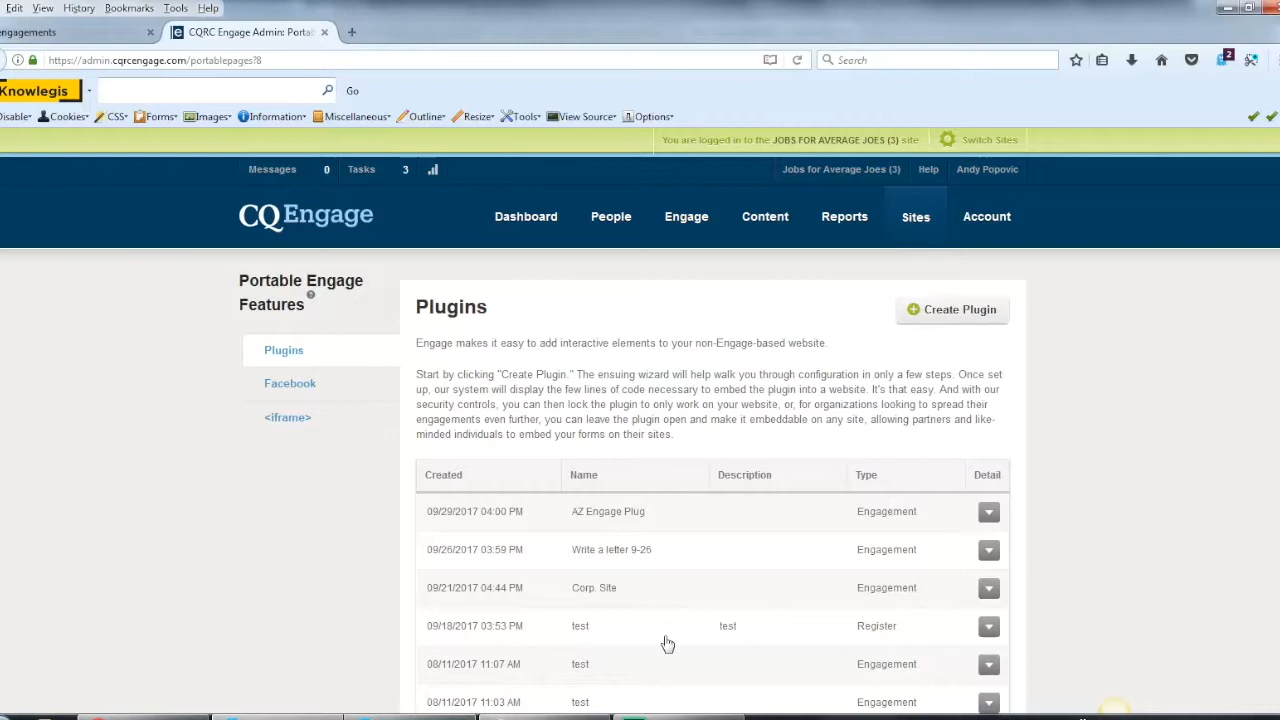 Edit View History Bookmarks Tools Help
ngagements CQRC Engage Admin: Portal
https://admin.cqrcengage.com/portablepages?8 Search 2
Knowlegis Go
Disable Cookies CSS Forms Images Information Miscellaneous Outline Resize Tools View Source Options
You are logged in to the JOBS FOR AVERAGE JOES (3) site Switch Sites
Messages 0 Tasks 3 Jobs for Average Joes (3) Help Andy Popovic
CQ Engage Dashboard People Engage Content Reports Sites Account
Portable Engage
Features
Plugins
Facebook
<iframe>
Plugins Create Plugin
Engage makes it easy to add interactive elements to your non-Engage-based website.
Start by clicking "Create Plugin." The ensuing wizard will help walk you through configuration in only a few steps. Once set
up, our system will display the few lines of code necessary to embed the plugin into a website. It's that easy. And with our
security controls, you can then lock the plugin to only work on your website, or, for organizations looking to spread their
engagements even further, you can leave the plugin open and make it embeddable on any site, allowing partners and like-
minded individuals to embed your forms on their sites.
Created Name Description Type Detail
09/29/2017 04:00 PM AZ Engage Plug Engagement
09/26/2017 03:59 PM Write a letter 9-26 Engagement
09/21/2017 04:44 PM Corp. Site Engagement
09/18/2017 03:53 PM test test Register
08/11/2017 11:07 AM test Engagement
08/11/2017 11:03 AM test Engagement